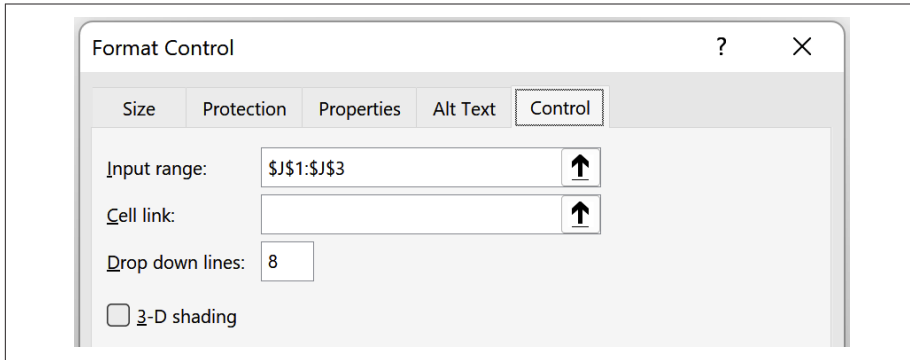 Format Control ? ×
Size Protection Properties Alt Text Control
Input range: $J$1:$J$3
Cell link:
Drop down lines: 8
3-D shading